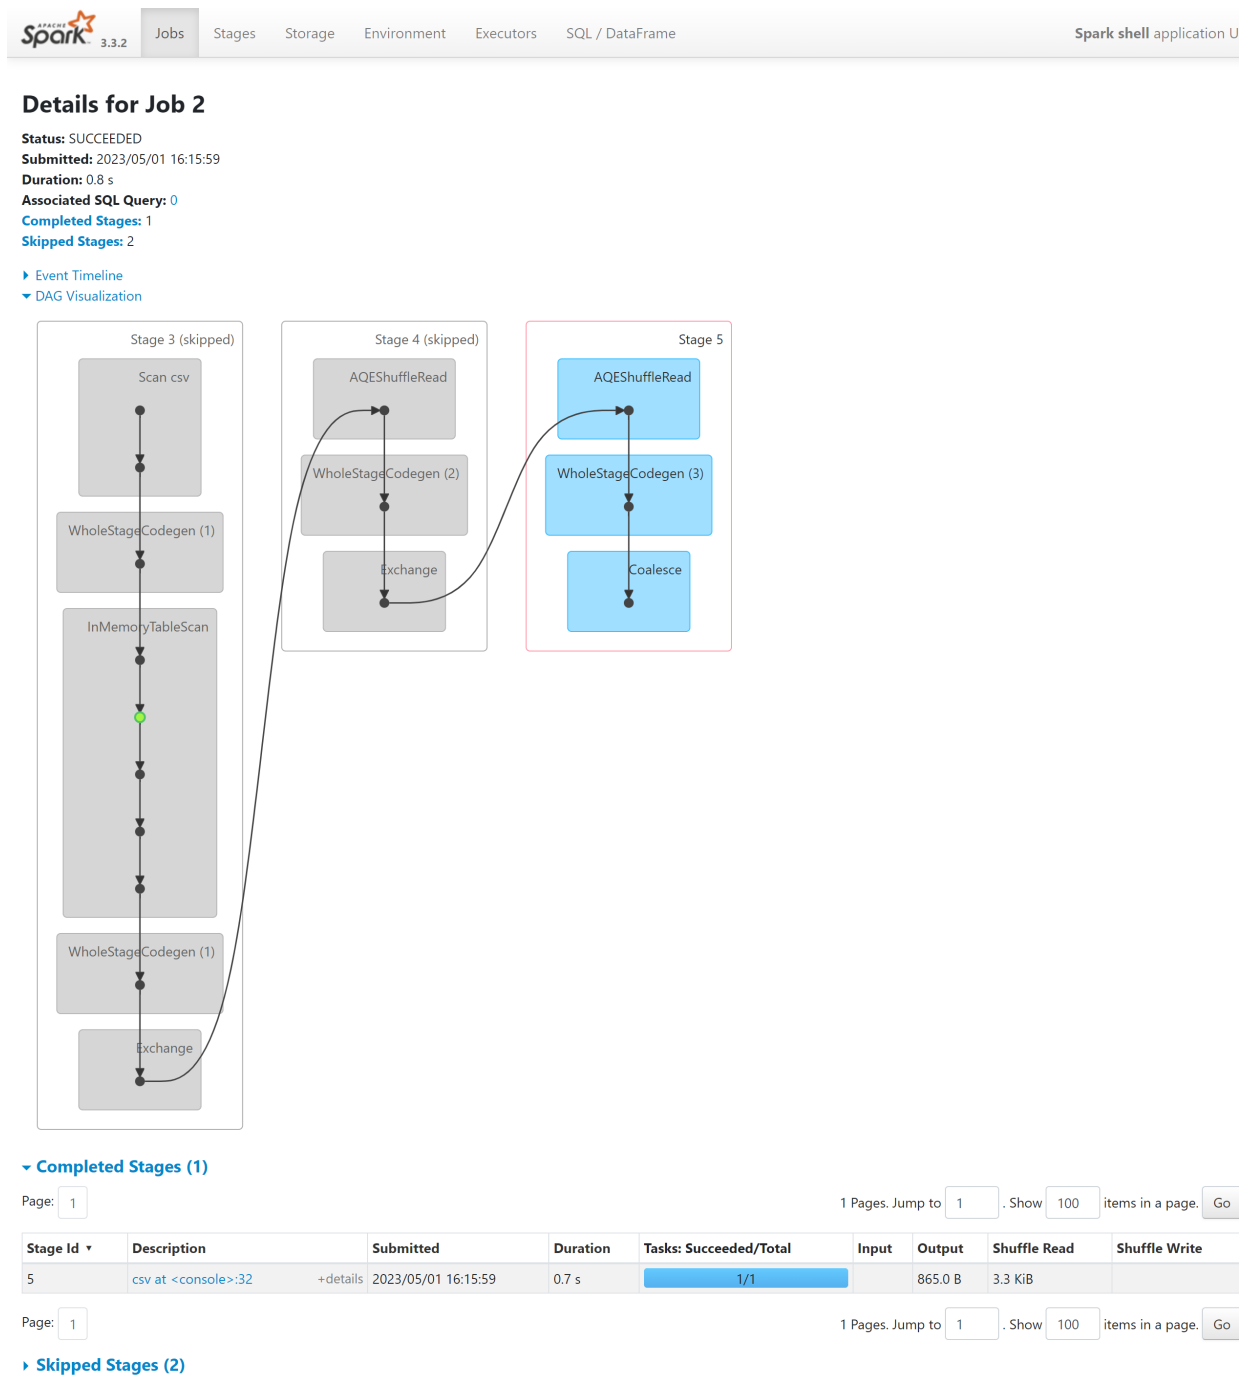 APACHE
Spark 3.3.2 Jobs Stages Storage Environment Executors SQL / DataFrame Spark shell application U
Details for Job 2
Status: SUCCEEDED
Submitted: 2023/05/01 16:15:59
Duration: 0.8 s
Associated SQL Query: 0
Completed Stages: 1
Skipped Stages: 2
Event Timeline
DAG Visualization
Stage 3 (skipped)
Scan csv
WholeStageCodegen (1)
InMemoryTableScan
WholeStageCodegen (1)
Exchange
Stage 4 (skipped)
AQEShuffleRead
WholeStageCodegen (2)
Exchange
Stage 5
AQEShuffleRead
WholeStageCodegen (3)
Coalesce
Completed Stages (1)
Page: 1 1 Pages. Jump to 1 . Show 100 items in a page. Go
Stage Id ▾ Description Submitted Duration Tasks: Succeeded/Total Input Output Shuffle Read Shuffle Write
5 csv at <console>:32 +details 2023/05/01 16:15:59 0.7 s 1/1 865.0 B 3.3 KiB
Page: 1 1 Pages. Jump to 1 . Show 100 items in a page. Go
Skipped Stages (2)